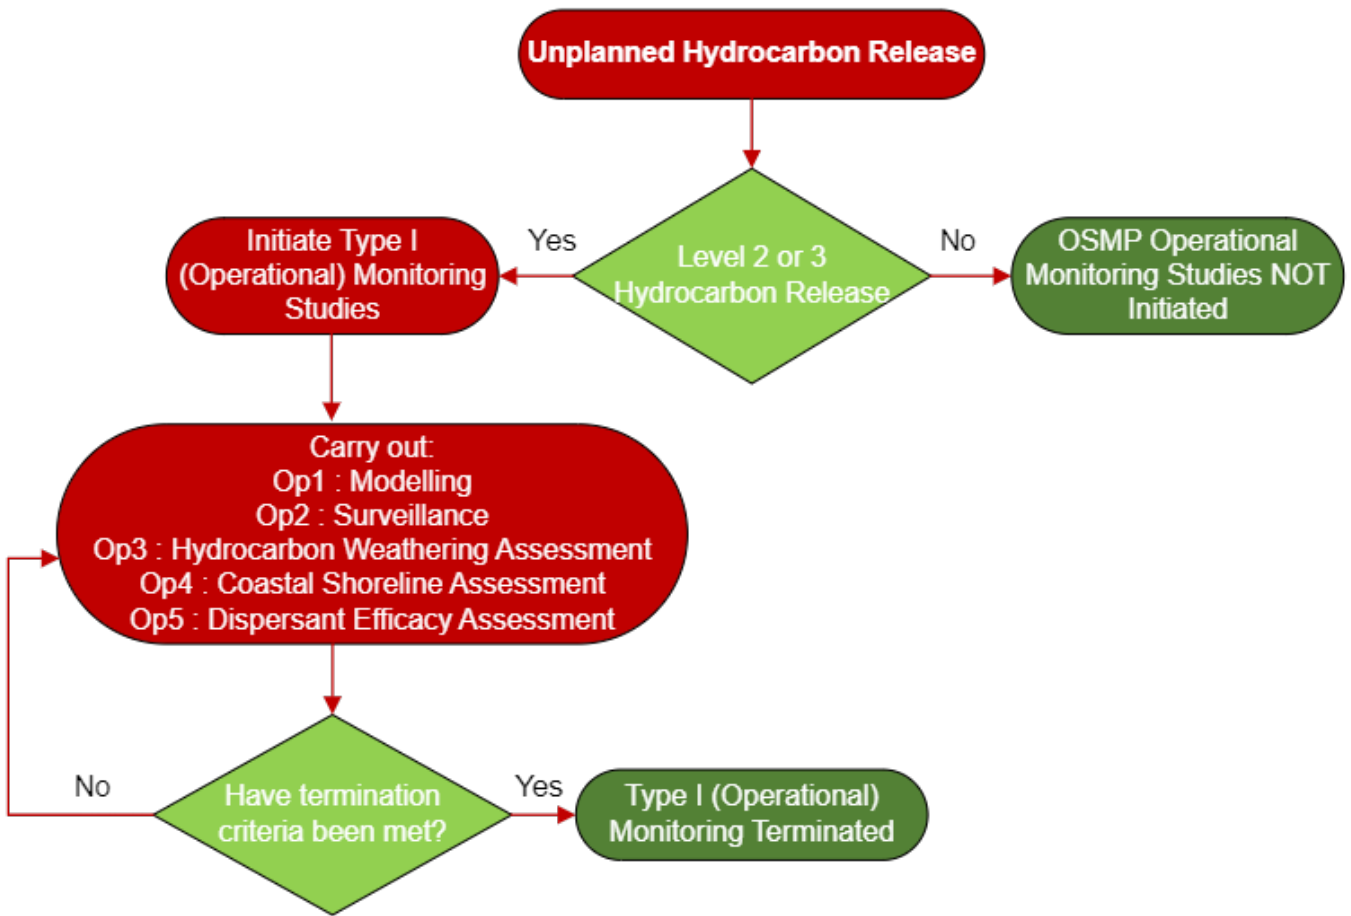 Unplanned Hydrocarbon Release
Level 2 or 3
Hydrocarbon Release
Yes
No
Initiate Type I
(Operational) Monitoring
Studies
OSMP Operational
Monitoring Studies NOT
Initiated
Carry out:
Op1 : Modelling
Op2 : Surveillance
Op3 : Hydrocarbon Weathering Assessment
Op4 : Coastal Shoreline Assessment
Op5 : Dispersant Efficacy Assessment
Have termination
criteria been met?
No
Yes
Type I (Operational)
Monitoring Terminated